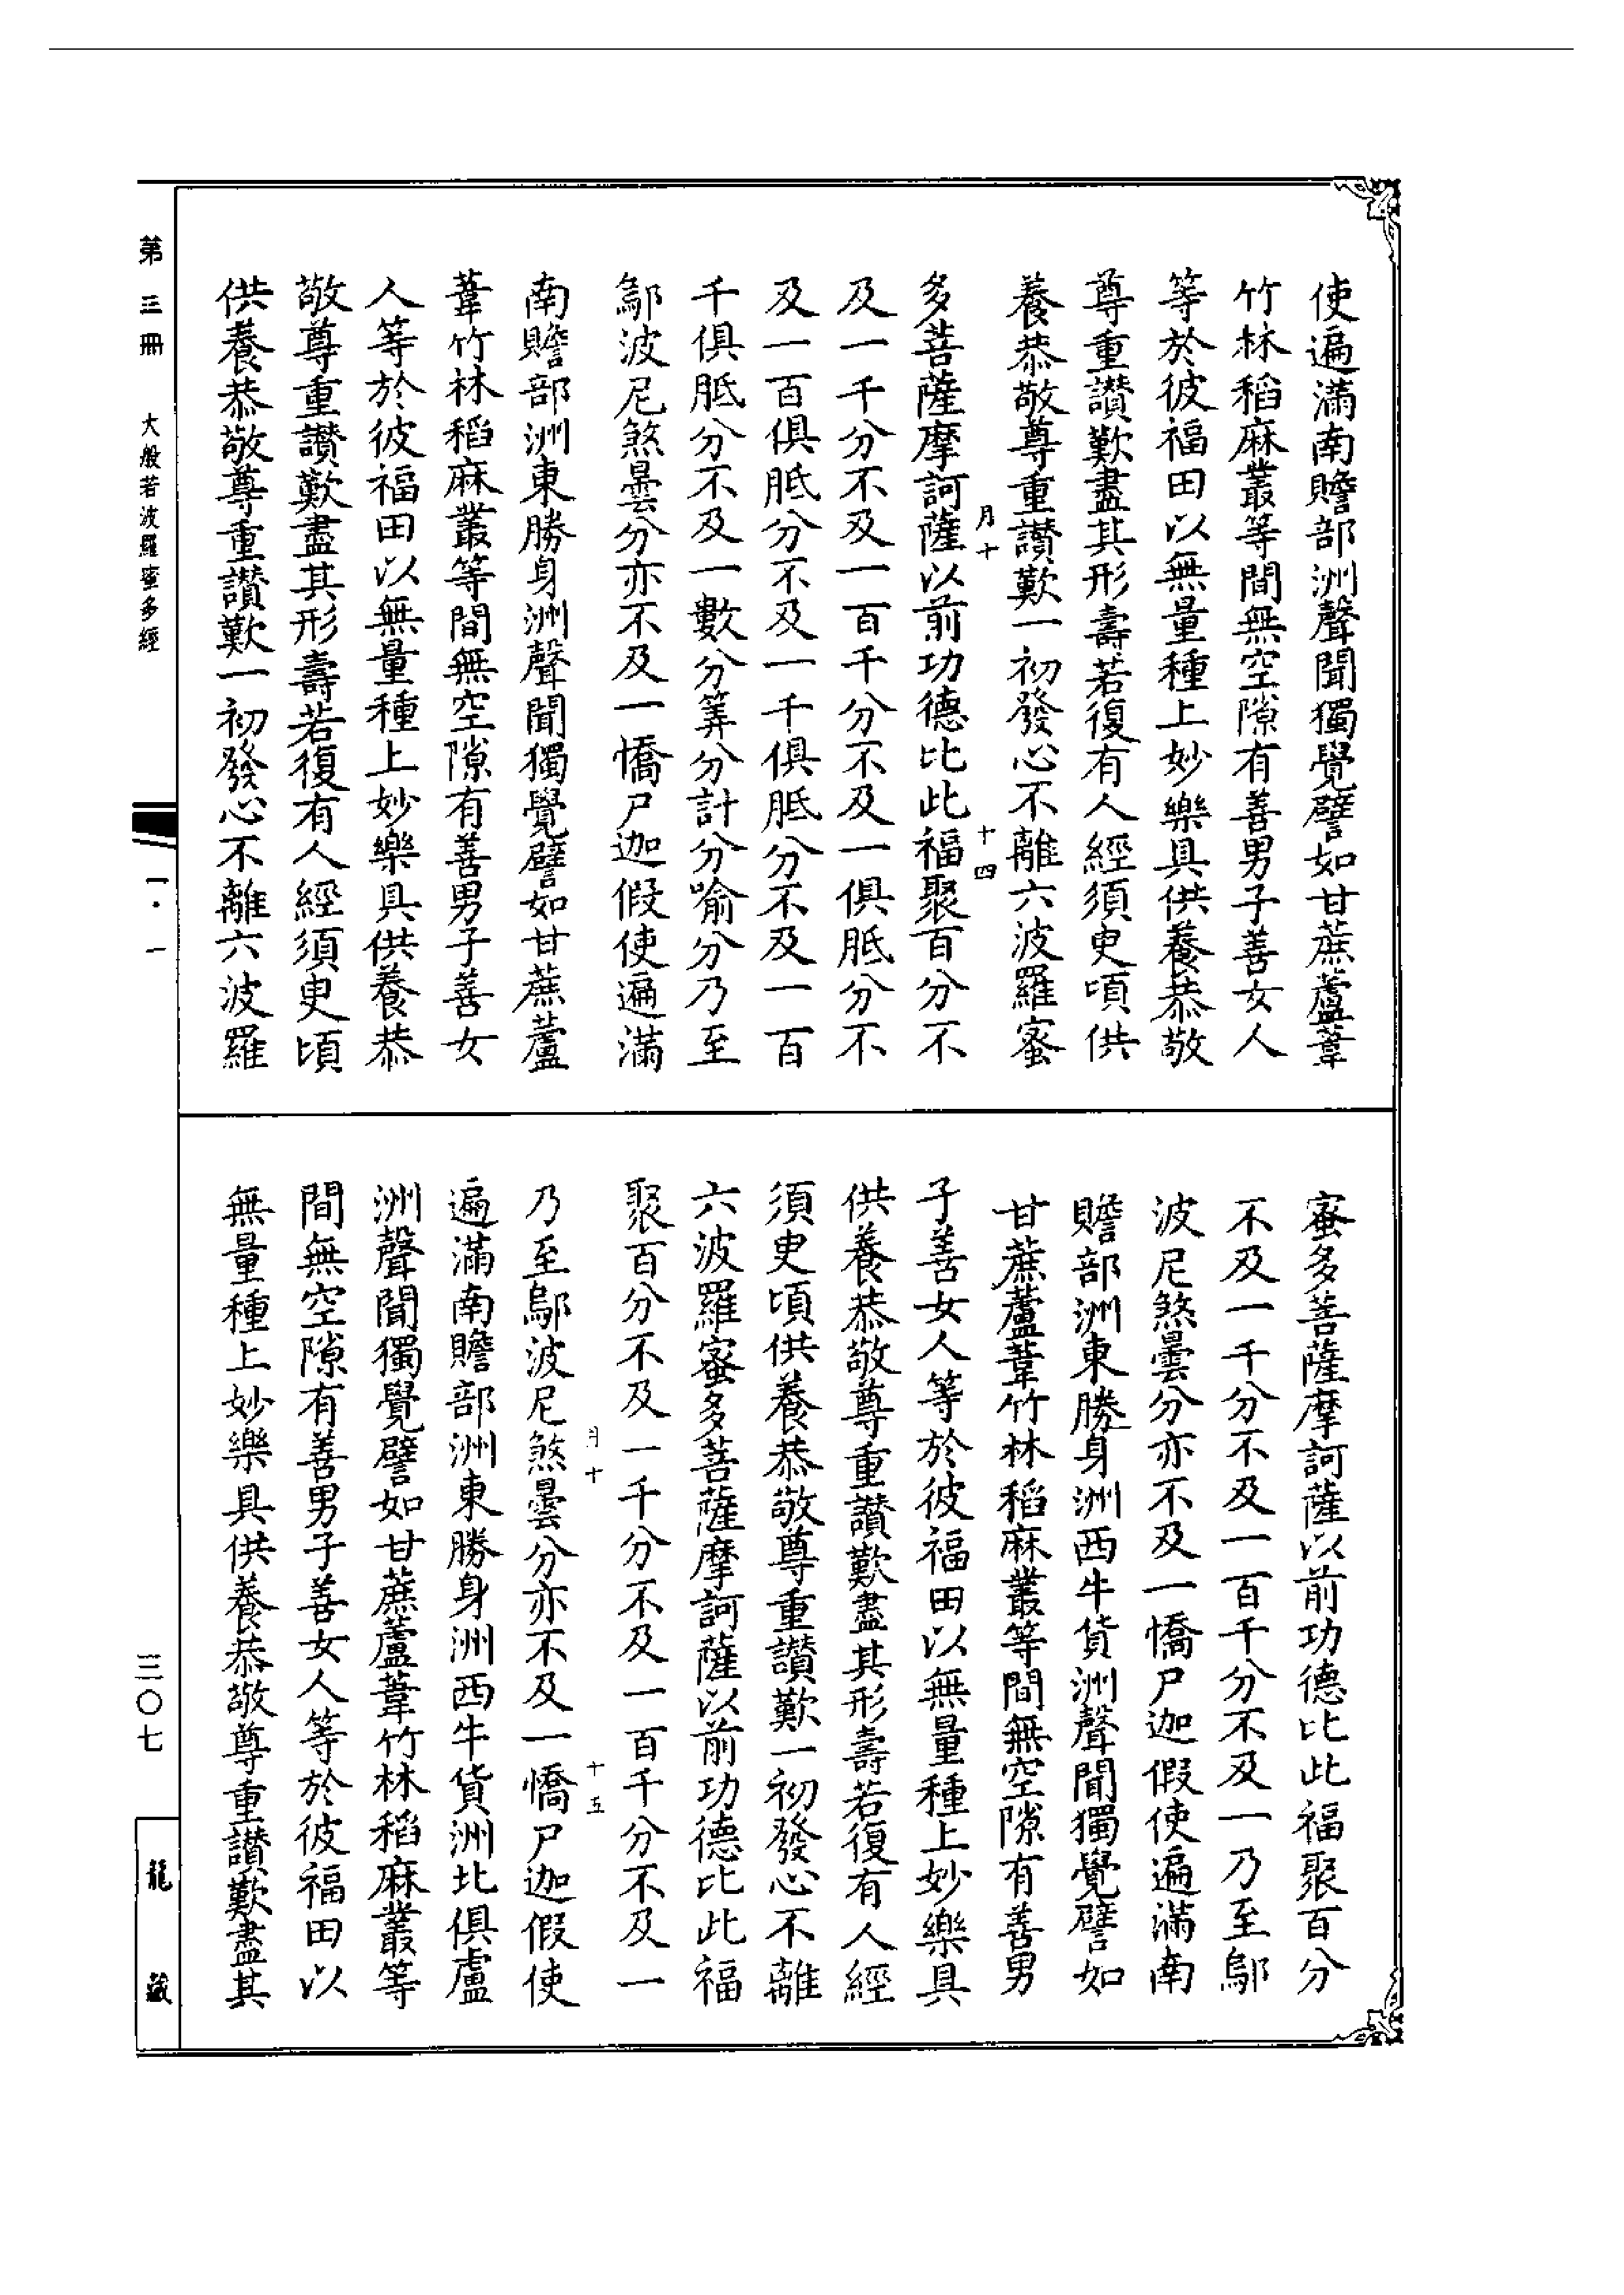 使遍滿南贍部洲聲聞獨覺譬如甘蔗蘆葦
竹林稻麻叢等間無空隙有善男子善女人
等於彼福田以無量種上妙樂具供養恭敬
尊重讚歎盡其形壽若復有人經須臾頃供
養恭敬尊重讚歎一初發心不離六波羅蜜
月十
十四
多菩薩摩訶薩以前功德比此福聚百分不
及一千分不及一百千分不及一俱胝分不
及一百俱胝分不及一千俱胝分不及一百
千俱胝分不及一數分筭分計分喻分乃至
鄔波尼煞曇分亦不及一憍尸迦假使遍滿
南贍部洲東勝身洲聲聞獨覺譬如甘蔗蘆
葦竹林稻麻叢等間無空隙有善男子善女
人等於彼福田以無量種上妙樂具供養恭
敬尊重讚歎盡其形壽若復有人經須臾頃
供養恭敬尊重讚歎一初發心不離六波羅
蜜多菩薩摩訶薩以前功德比此福聚百分
不及一千分不及一百千分不及一乃至鄔
波尼煞曇分亦不及一憍尸迦假使遍滿南
贍部洲東勝身洲西牛貨洲聲聞獨覺譬如
甘蔗蘆葦竹林稻麻叢等間無空隙有善男
子善女人等於彼福田以無量種上妙樂具
供養恭敬尊重讚歎盡其形壽若復有人經
須臾頃供養恭敬尊重讚歎一初發心不離
六波羅蜜多菩薩摩訶薩以前功德比此福
聚百分不及一千分不及一百千分不及一
月十
十五
乃至鄔波尼煞曇分亦不及一憍尸迦假使
遍滿南贍部洲東勝身洲西牛貨洲北俱盧
洲聲聞獨覺譬如甘蔗蘆葦竹林稻麻叢等
間無空隙有善男子善女人等於彼福田以
無量種上妙樂具供養恭敬尊重讚歎盡其
第三冊 大般若波羅蜜多經
一·一
三〇七
龍藏